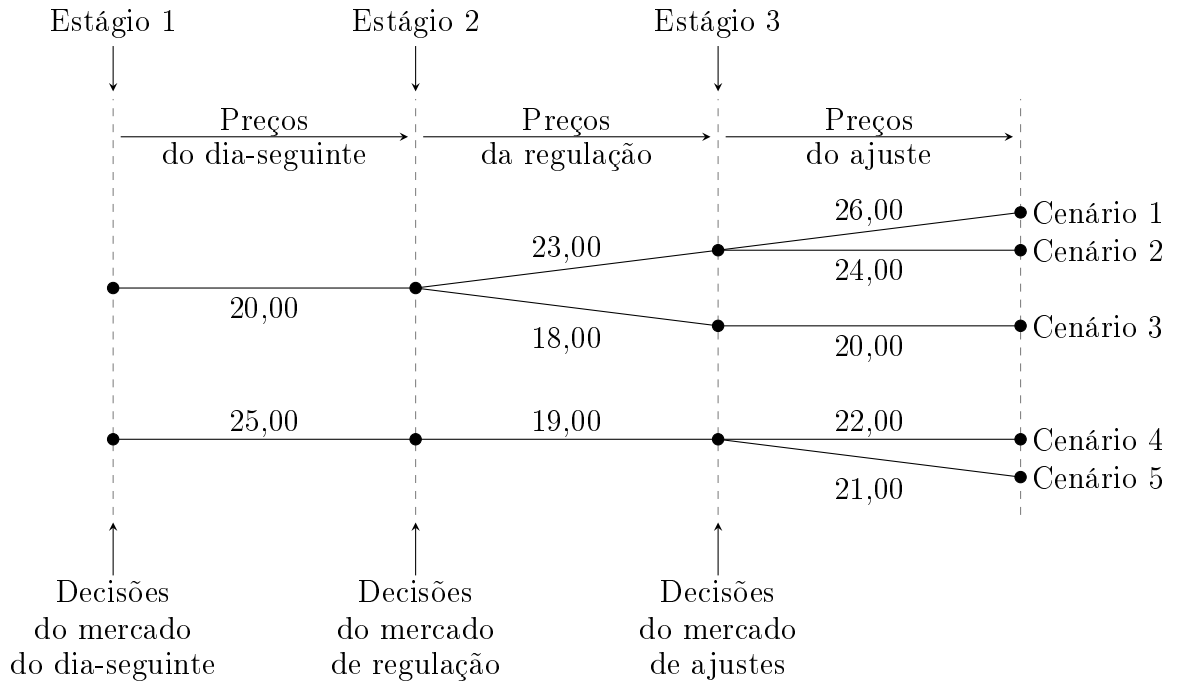 Estágio 1
Estágio 2
Estágio 3
Preços
do dia-seguinte
Preços
da regulação
Preços
do ajuste
26,00
Cenário 1
23,00
Cenário 2
24,00
20,00
18,00
Cenário 3
20,00
25,00
19,00
22,00
Cenário 4
Cenário 5
21,00
Decisões
do mercado
do dia-seguinte
Decisões
do mercado
de regulação
Decisões
do mercado
de ajustes